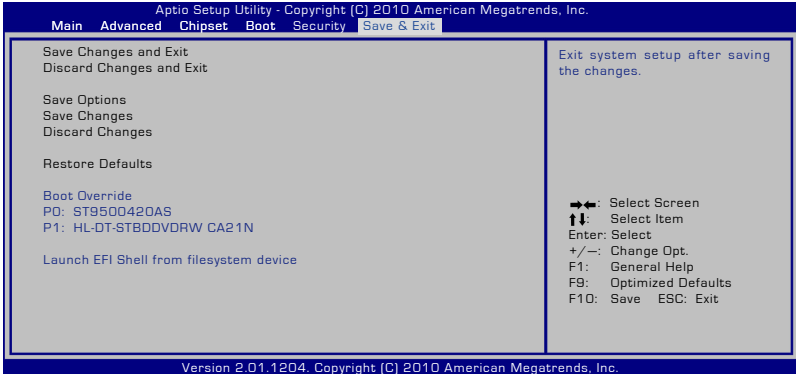 Aptio Setup Utility - Copyright (C) 2010 American Megatrends, Inc.
Main Advanced Chipset Boot Security Save & Exit
Save Changes and Exit
Discard Changes and Exit
Save Options
Save Changes
Discard Changes
Restore Defaults
Boot Override
P0: ST9500420AS
P1: HL-DT-STBDDVDRW CA21N
Launch EFI Shell from filesystem device
Exit system setup after saving
the changes.
→←: Select Screen
↑↓: Select Item
Enter: Select
+/—: Change Opt.
F1: General Help
F9: Optimized Defaults
F10: Save ESC: Exit
Version 2.01.1204. Copyright (C) 2010 American Megatrends, Inc.